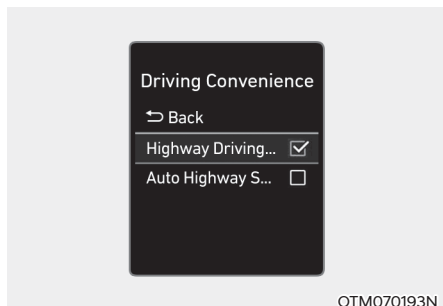 Driving Convenience
Back
Highway Driving...
Auto Highway S...
OTM070193N